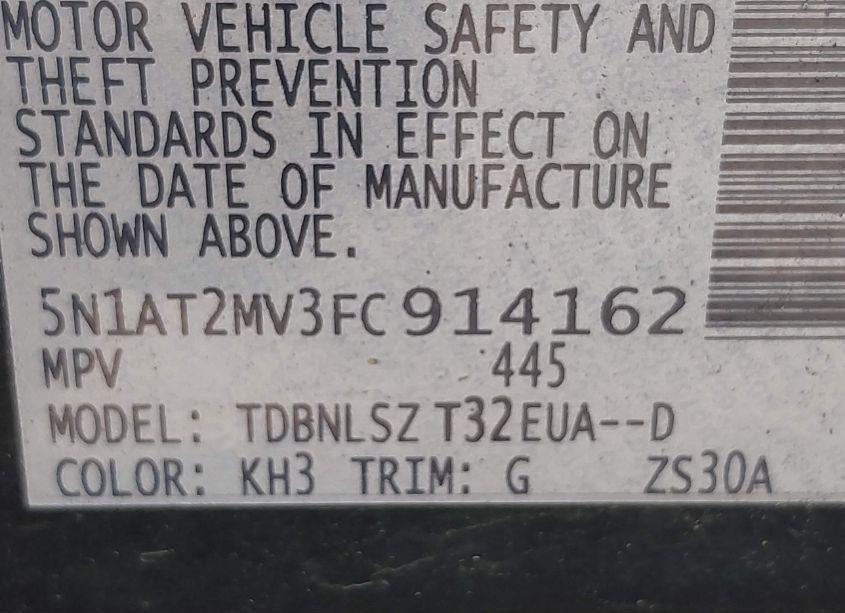 MOTOR VEHICLE SAFETY AND
THEFT PREVENTION
STANDARDS IN EFFECT ON
THE DATE OF MANUFACTURE
SHOWN ABOVE.
5N1AT2MV3FC914162
MPV 445
MODEL: TDBNLSZ T32EUA--D
COLOR: KH3 TRIM: G ZS30A